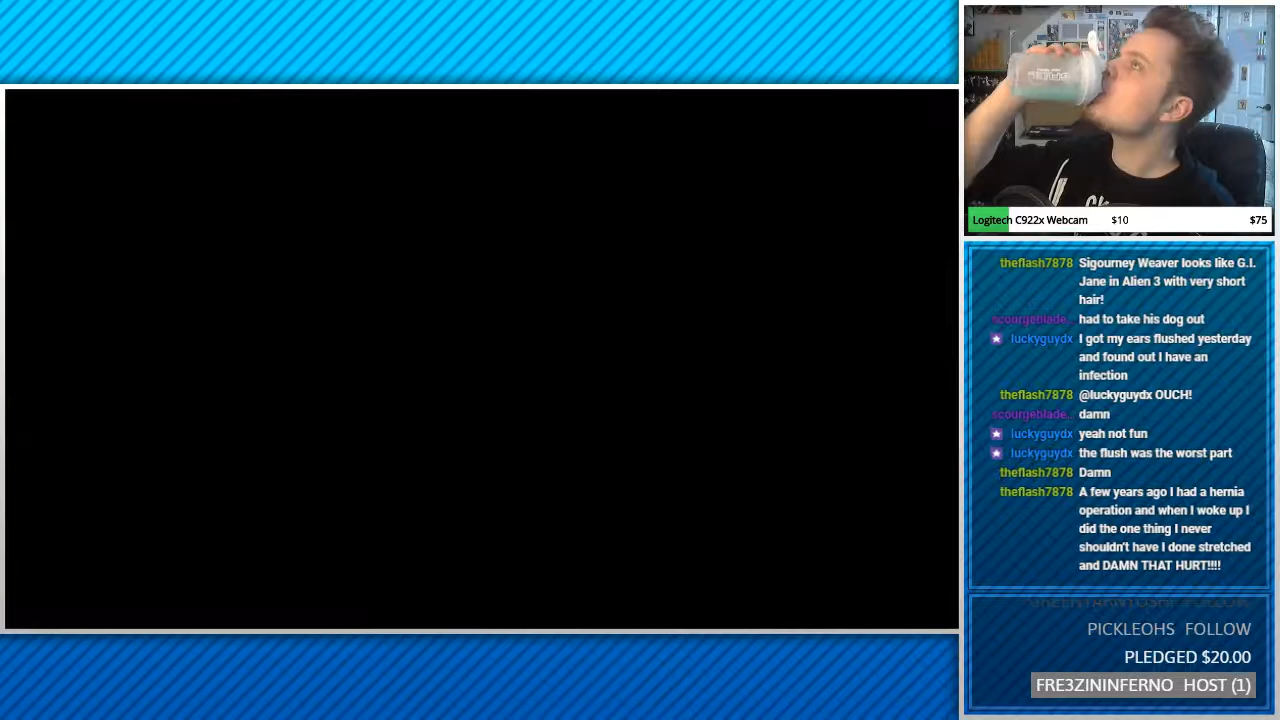 Logitech C922x Webcam $10 $75
theflash7878 Sigourney Weaver looks like G.I.
Jane in Alien 3 with very short
hair!
scourgeblade... had to take his dog out
luckyguydx I got my ears flushed yesterday
and found out I have an
infection
theflash7878 @luckyguydx OUCH!
scourgeblade... damn
luckyguydx yeah not fun
luckyguydx the flush was the worst part
theflash7878 Damn
theflash7878 A few years ago I had a hernia
operation and when I woke up I
did the one thing I never
shouldn't have I done stretched
and DAMN THAT HURT!!!!
FOLLOW
PICKLEOHS FOLLOW
PLEDGED $20.00
FRE3ZININFERNO HOST (1)